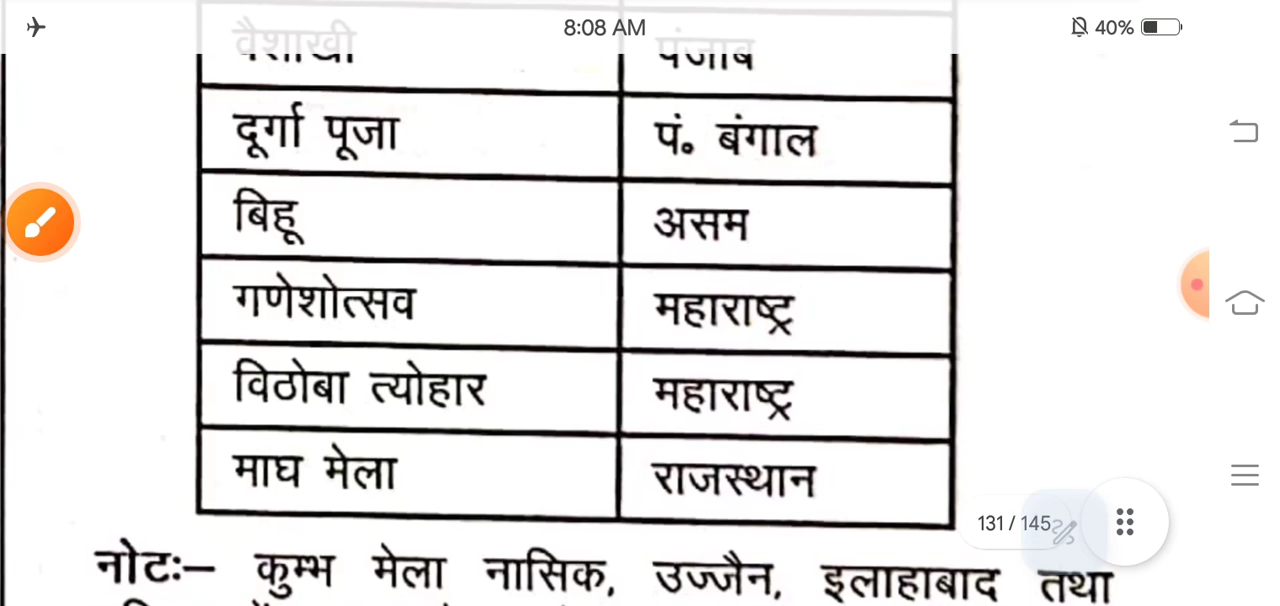 8:08 AM
40%
वैशाखी पंजाब
दूर्गा पूजा पं. बंगाल
बिहू असम
गणेशोत्सव महाराष्ट्र
विठोबा त्योहार महाराष्ट्र
माघ मेला राजस्थान
131 / 145
नोटः– कुम्भ मेला नासिक, उज्जैन, इलाहाबाद तथा